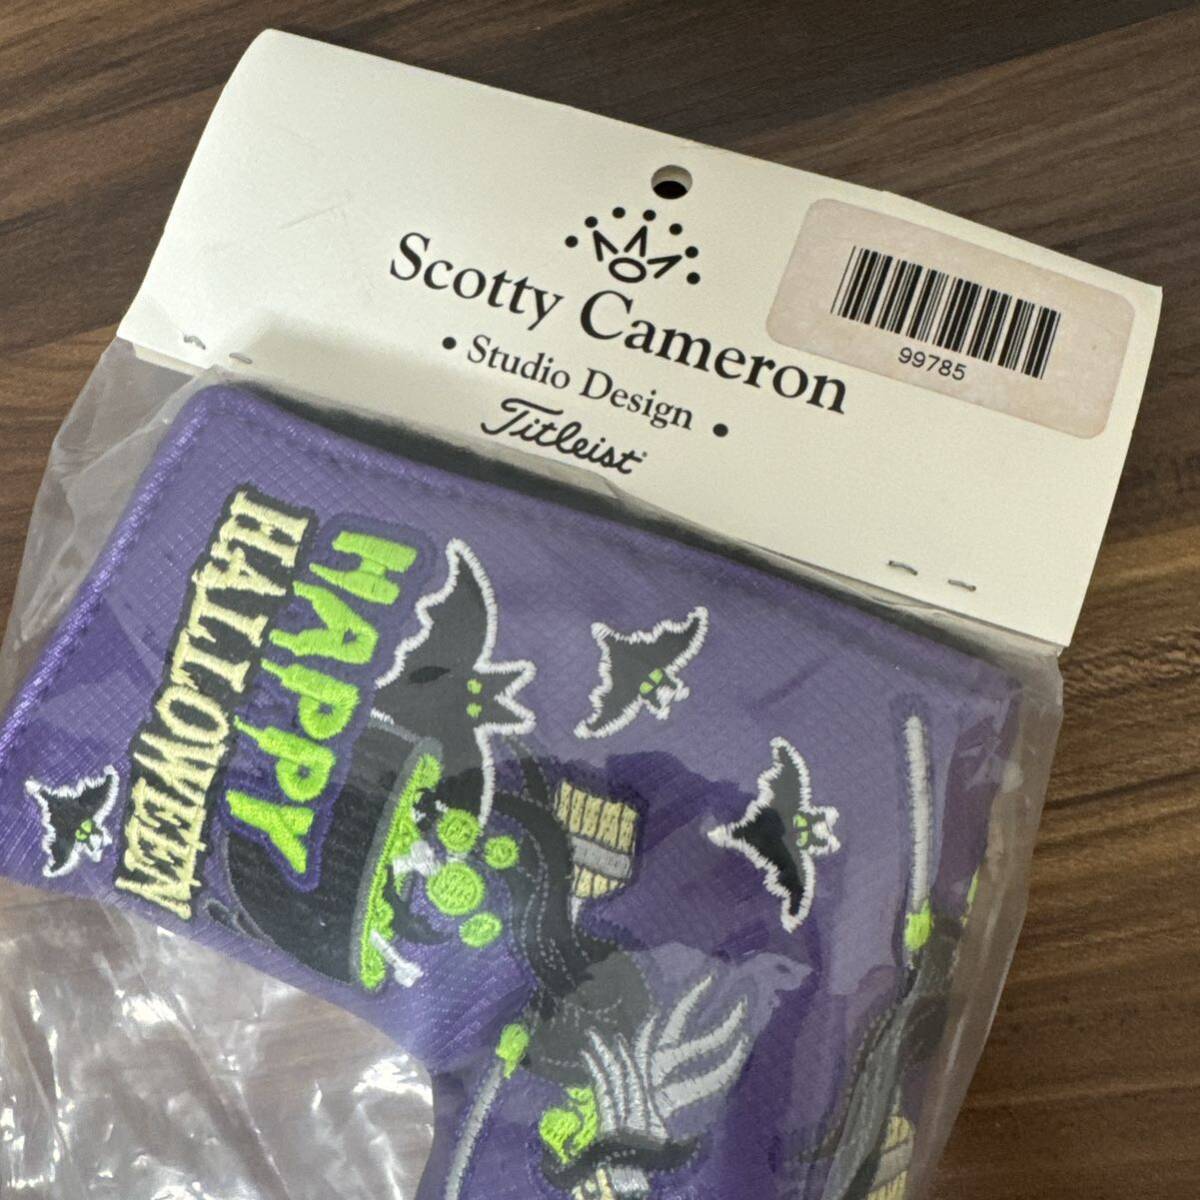 Scotty Cameron
• Studio Design •
Titleist
99785
HAPPY
HALLOWEEN